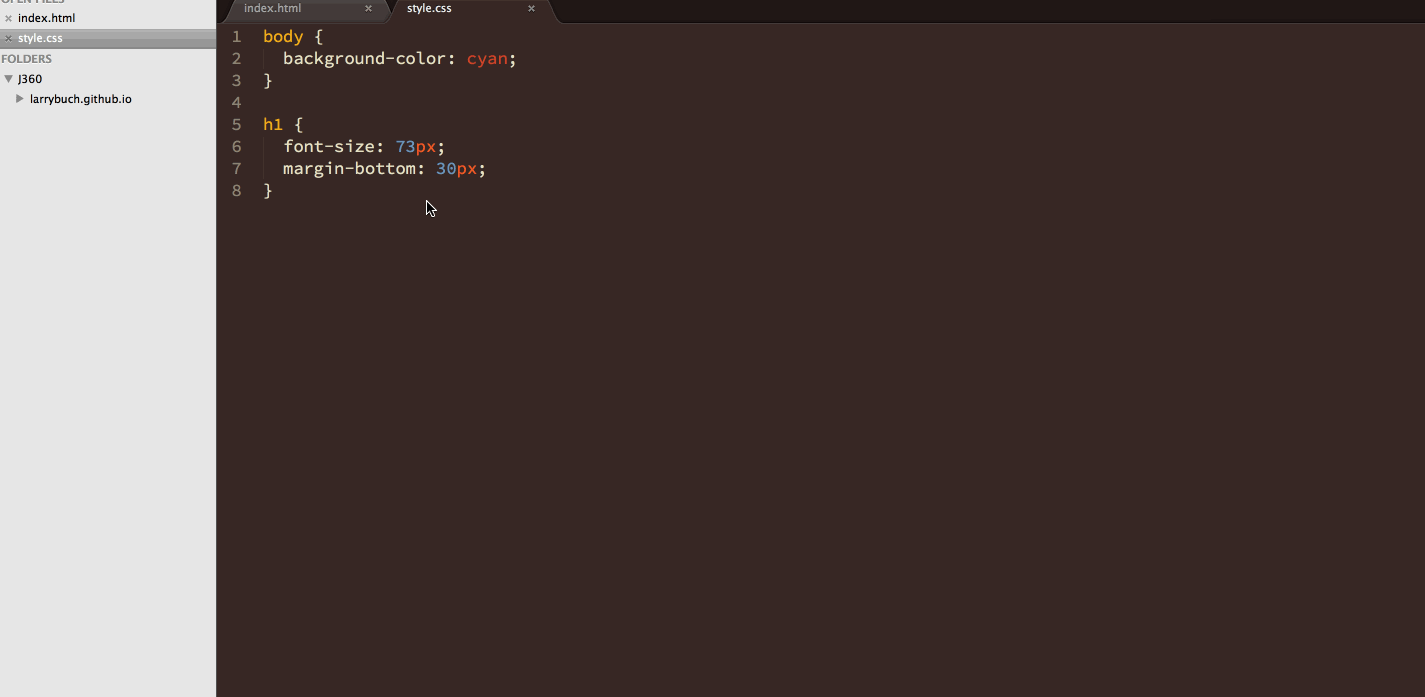 OPEN FILES
× index.html
× style.css
FOLDERS
J360
larrybuch.github.io
index.html ×
style.css ×
1 body {
2   background-color: cyan;
3 }
4
5 h1 {
6   font-size: 73px;
7   margin-bottom: 30px;
8 }